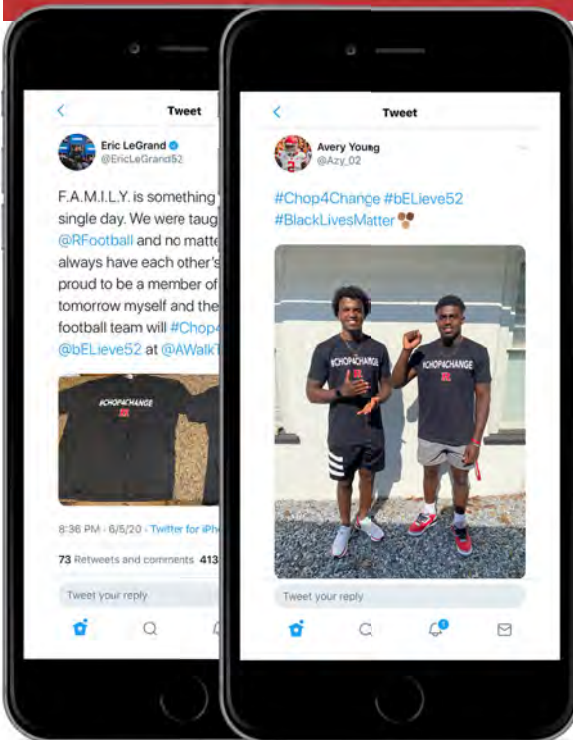 Tweet
Eric LeGrand
@EricLeGrand52
F.A.M.I.L.Y. is something
single day. We were taug
@RFootball and no matte
always have each other's
proud to be a member of
tomorrow myself and the
football team will #Chop4
@bELieve52 at @AWalkT
#CHOP4CHANGE
R
8:36 PM · 6/5/20 · Twitter for iPh
73 Retweets and comments 413
Tweet your reply
Tweet
Avery Young
@Azy_02
#Chop4Change #bELieve52
#BlackLivesMatter
#CHOP4CHANGE
R
#CHOP4CHANGE
R
Tweet your reply
1